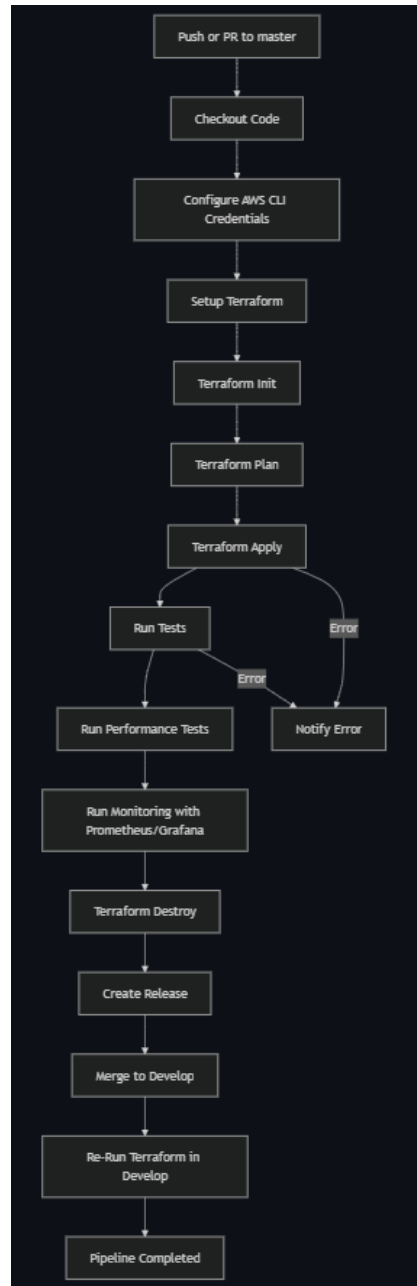 Push or PR to master
Checkout Code
Configure AWS CLI
Credentials
Setup Terraform
Terraform Init
Terraform Plan
Terraform Apply
Error
Run Tests
Error
Run Performance Tests
Notify Error
Run Monitoring with
Prometheus/Grafana
Terraform Destroy
Create Release
Merge to Develop
Re-Run Terraform in
Develop
Pipeline Completed